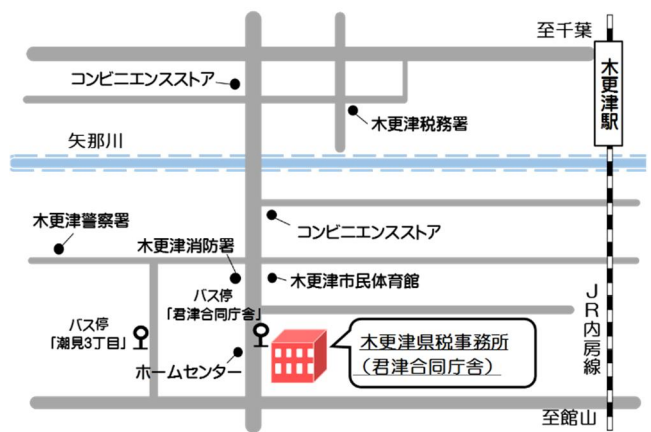 至千葉
木更津駅
コンビニエンスストア
木更津税務署
矢那川
木更津警察署
コンビニエンスストア
木更津消防署
木更津市民体育館
バス停
「君津合同庁舎」
バス停
「潮見3丁目」
木更津県税事務所
（君津合同庁舎）
ホームセンター
JR内房線
至館山